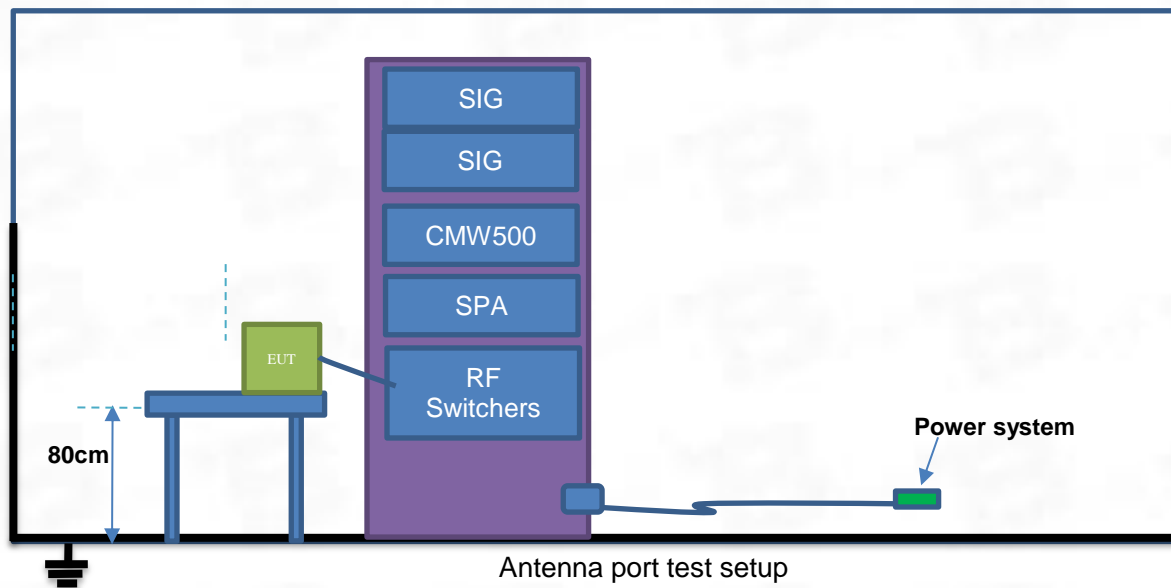 SIG
SIG
CMW500
SPA
EUT
RF
Switchers
80cm
Power system
Antenna port test setup